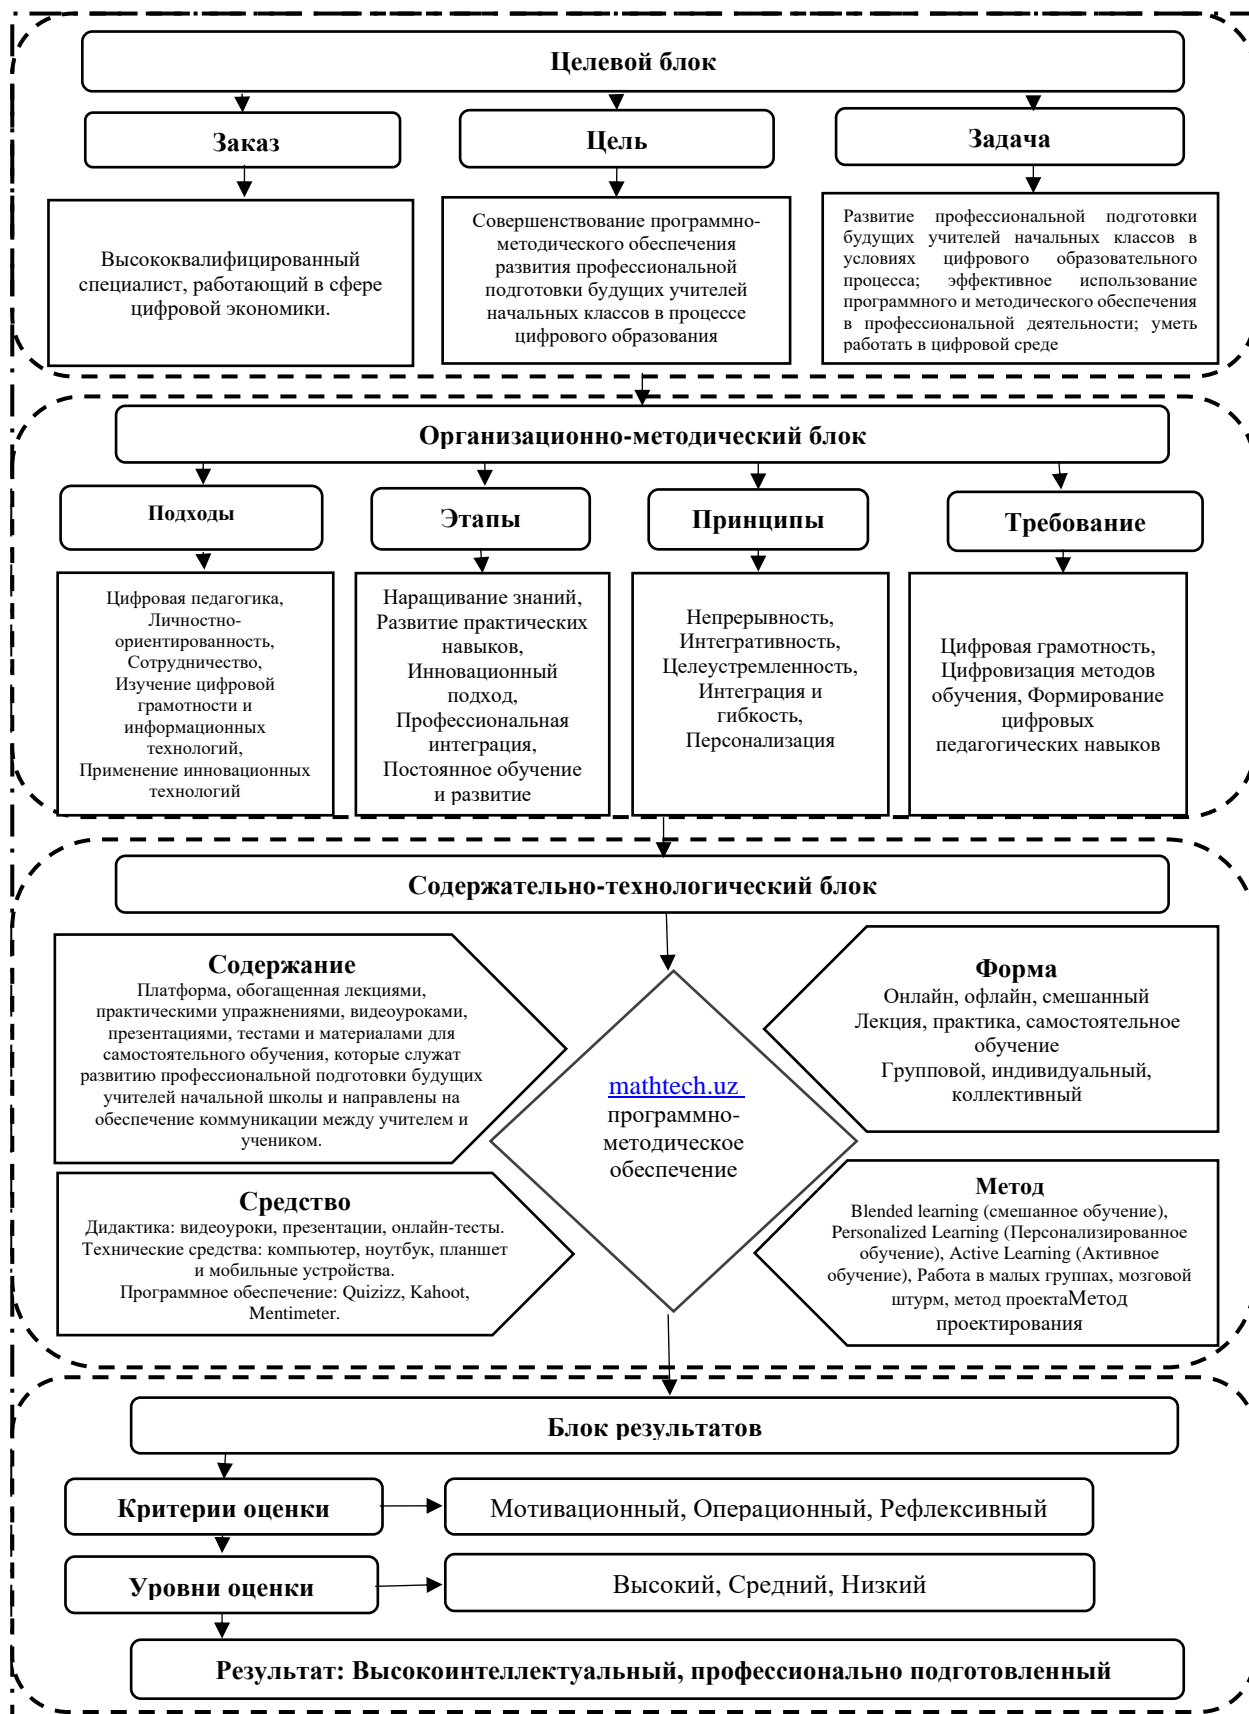 Целевой блок
Заказ
Цель
Задача
Высококвалифицированный
специалист, работающий в сфере
цифровой экономики.
Совершенствование программно-
методического обеспечения
развития профессиональной
подготовки будущих учителей
начальных классов в процессе
цифрового образования
Развитие профессиональной подготовки
будущих учителей начальных классов в
условиях цифрового образовательного
процесса; эффективное использование
программного и методического обеспечения
в профессиональной деятельности; уметь
работать в цифровой среде
Организационно-методический блок
Подходы
Этапы
Принципы
Требование
Цифровая педагогика,
Личностно-
ориентированность,
Сотрудничество,
Изучение цифровой
грамотности и
информационных
технологий,
Применение инновационных
технологий
Наращивание знаний,
Развитие практических
навыков,
Инновационный
подход,
Профессиональная
интеграция,
Постоянное обучение
и развитие
Непрерывность,
Интегративность,
Целеустремленность,
Интеграция и
гибкость,
Персонализация
Цифровая грамотность,
Цифровизация методов
обучения, Формирование
цифровых
педагогических навыков
Содержательно-технологический блок
Содержание
Платформа, обогащенная лекциями,
практическими упражнениями, видеоуроками,
презентациями, тестами и материалами для
самостоятельного обучения, которые служат
развитию профессиональной подготовки будущих
учителей начальной школы и направлены на
обеспечение коммуникации между учителем и
учеником.
Форма
Онлайн, офлайн, смешанный
Лекция, практика, самостоятельное
обучение
Групповой, индивидуальный,
коллективный
mathtech.uz
программно-
методическое
обеспечение
Средство
Дидактика: видеоуроки, презентации, онлайн-тесты.
Технические средства: компьютер, ноутбук, планшет
и мобильные устройства.
Программное обеспечение: Quizizz, Kahoot,
Mentimeter.
Метод
Blended learning (смешанное обучение),
Personalized Learning (Персонализированное
обучение), Active Learning (Активное
обучение), Работа в малых группах, мозговой
штурм, метод проектаМетод
проектирования
Блок результатов
Критерии оценки
Мотивационный, Операционный, Рефлексивный
Уровни оценки
Высокий, Средний, Низкий
Результат: Высокоинтеллектуальный, профессионально подготовленный